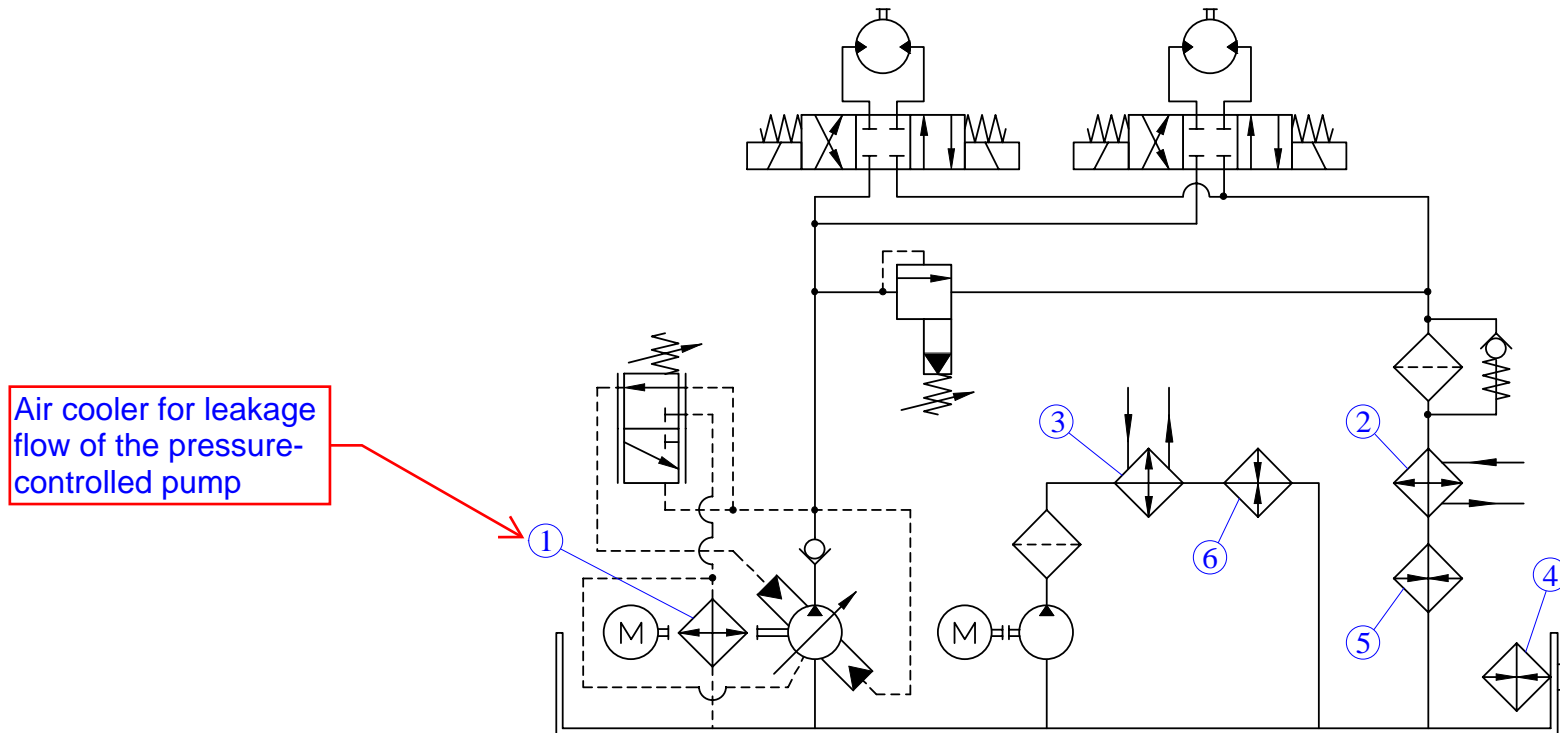 Air cooler for leakage
flow of the pressure-
controlled pump
1
2
3
6
4
5
M
M